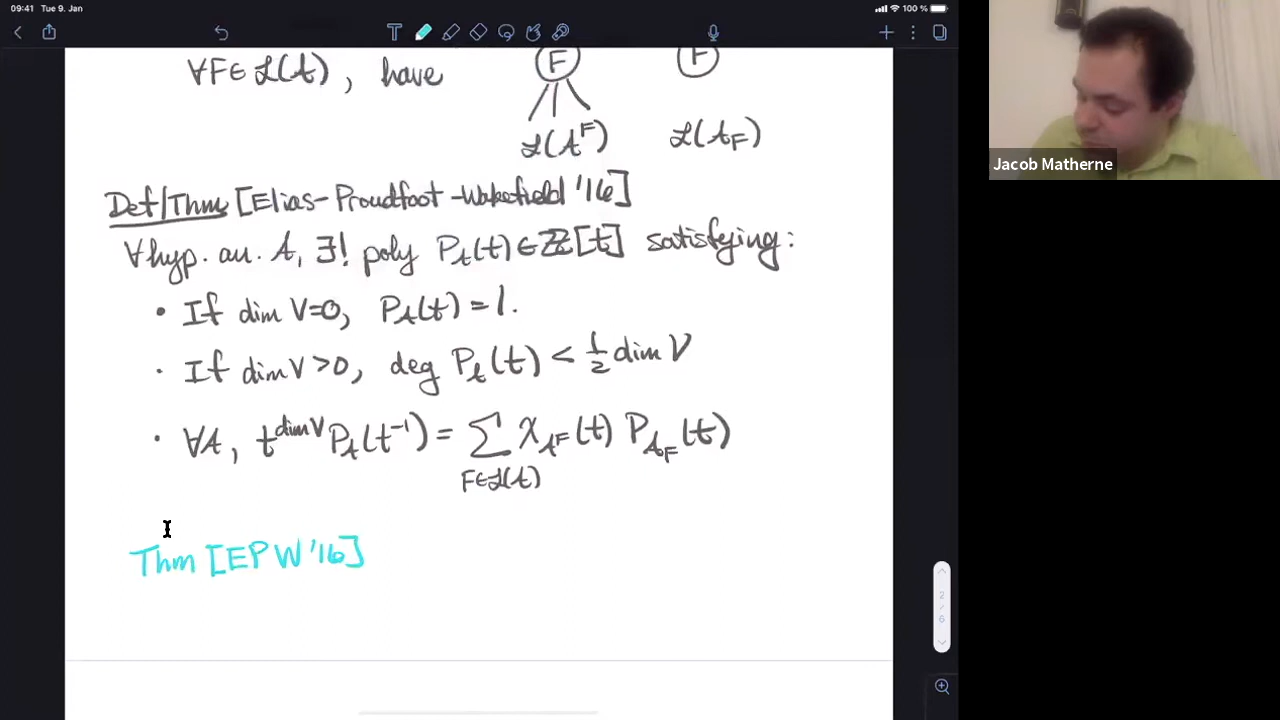 09:41 Tue 9. Jan
100 %
∀F∈ℒ(A), have
F
F
ℒ(A^F)
ℒ(A_F)
Def/Thm [Elias-Proudfoot-Wakefield '16]
∀hyp. arr. A, ∃! poly P_A(t)∈ℤ[t] satisfying:
• If dim V=0, P_A(t)=1.
• If dim V>0, deg P_A(t) < 1/2 dim V
• ∀A, t^{dim V} P_A(t^{-1}) = ∑_{F∈ℒ(A)} χ_{A^F}(t) P_{A_F}(t)
Thm [EPW '16]
2 / 6
Jacob Matherne